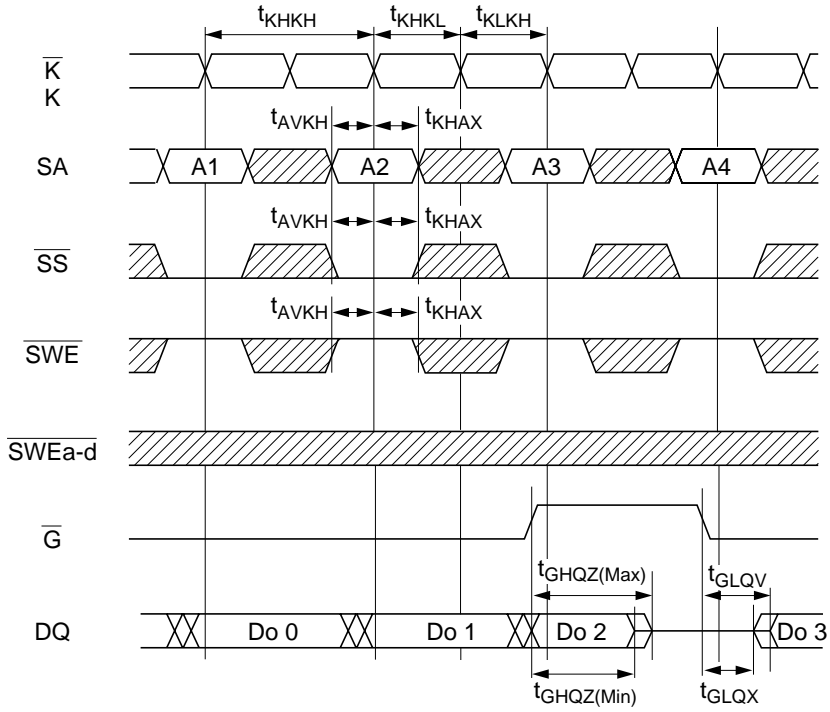 tKHKH tKHKL tKLKH
K
K
tAVKH tKHAX
SA A1 A2 A3 A4
tAVKH tKHAX
SS
tAVKH tKHAX
SWE
SWEa-d
G
tGHQZ(Max) tGLQV
DQ Do 0 Do 1 Do 2 Do 3
tGHQZ(Min) tGLQX